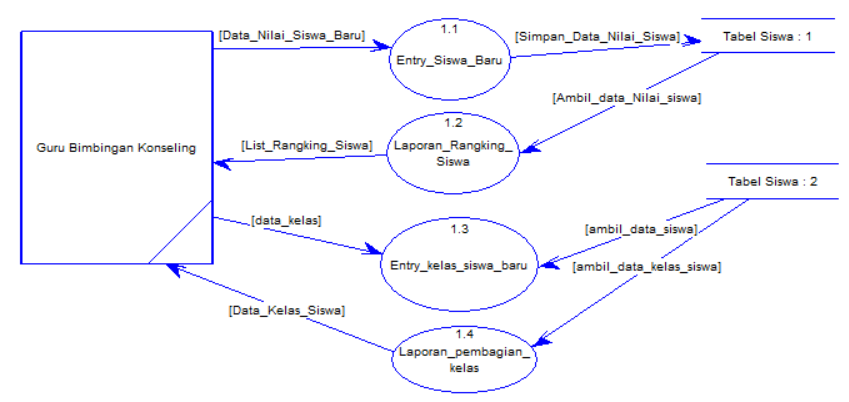 1.1
[Data_Nilai_Siswa_Baru]
[Simpan_Data_Nilai_Siswa]
Tabel Siswa : 1
Entry_Siswa_Baru
[Ambil_data_Nilai_siswa]
1.2
[List_Rangking_Siswa]
Laporan_Rangking_
Siswa
Guru Bimbingan Konseling
Tabel Siswa : 2
[data_kelas]
1.3
[ambil_data_siswa]
Entry_kelas_siswa_baru
[ambil_data_kelas_siswa]
[Data_Kelas_Siswa]
1.4
Laporan_pembagian_
kelas